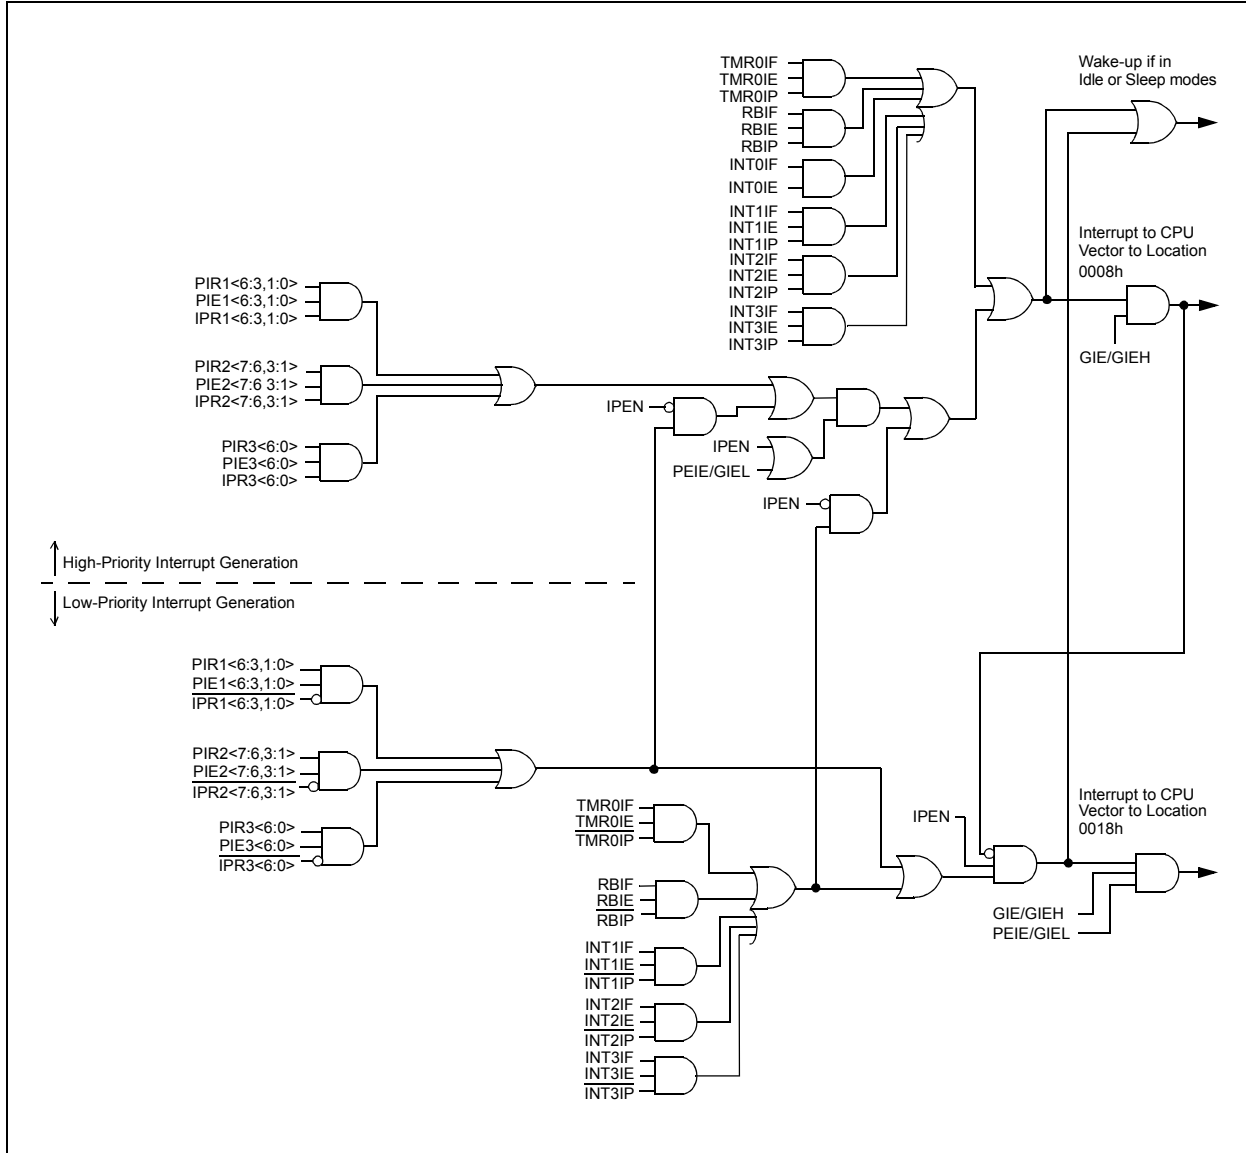 TMR0IF
TMR0IE
TMR0IP
RBIF
RBIE
RBIP
INT0IF
INT0IE
INT1IF
INT1IE
INT1IP
INT2IF
INT2IE
INT2IP
INT3IF
INT3IE
INT3IP
Wake-up if in
Idle or Sleep modes
Interrupt to CPU
Vector to Location
0008h
GIE/GIEH
PIR1<6:3,1:0>
PIE1<6:3,1:0>
IPR1<6:3,1:0>
PIR2<7:6,3:1>
PIE2<7:6 3:1>
IPR2<7:6,3:1>
PIR3<6:0>
PIE3<6:0>
IPR3<6:0>
IPEN
IPEN
PEIE/GIEL
IPEN
High-Priority Interrupt Generation
Low-Priority Interrupt Generation
PIR1<6:3,1:0>
PIE1<6:3,1:0>
IPR1<6:3,1:0>
PIR2<7:6,3:1>
PIE2<7:6,3:1>
IPR2<7:6,3:1>
PIR3<6:0>
PIE3<6:0>
IPR3<6:0>
TMR0IF
TMR0IE
TMR0IP
RBIF
RBIE
RBIP
INT1IF
INT1IE
INT1IP
INT2IF
INT2IE
INT2IP
INT3IF
INT3IE
INT3IP
IPEN
Interrupt to CPU
Vector to Location
0018h
GIE/GIEH
PEIE/GIEL